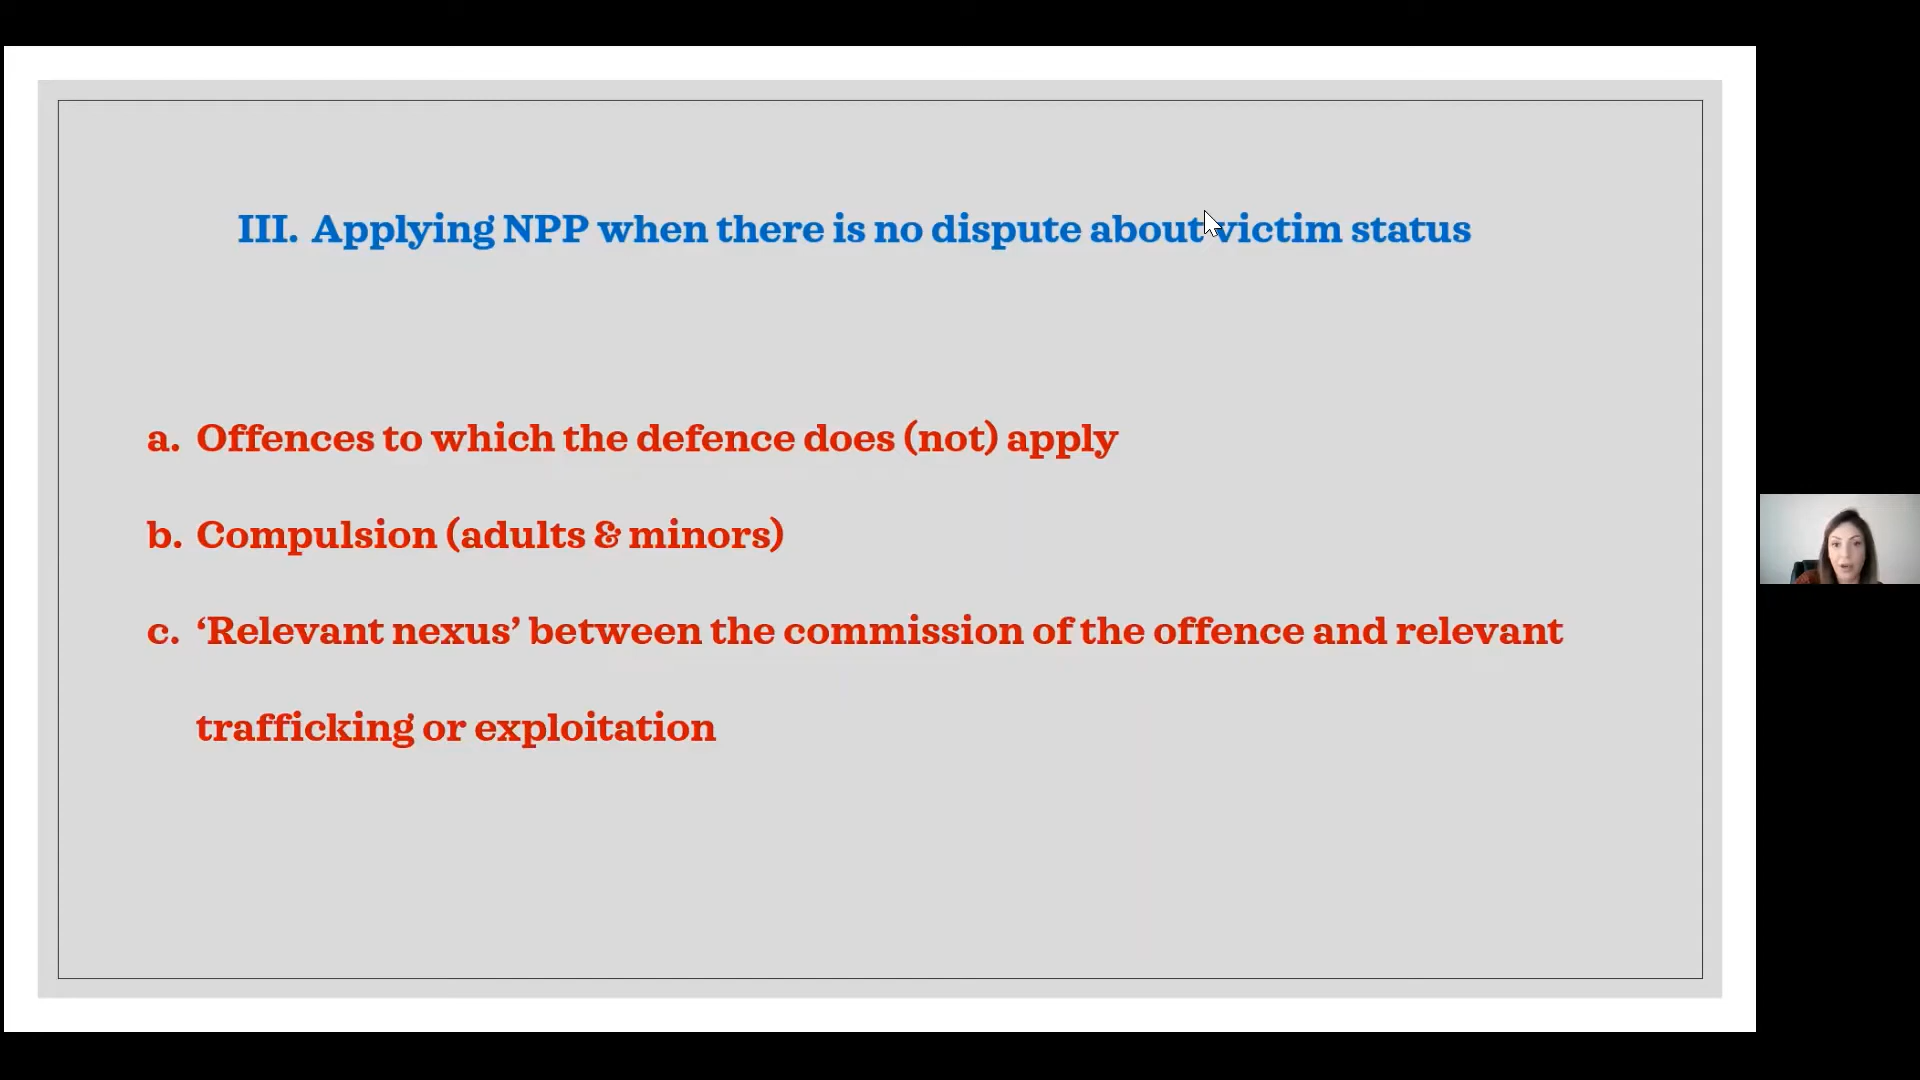 III. Applying NPP when there is no dispute about victim status
a. Offences to which the defence does (not) apply
b. Compulsion (adults & minors)
c. ‘Relevant nexus’ between the commission of the offence and relevant
trafficking or exploitation